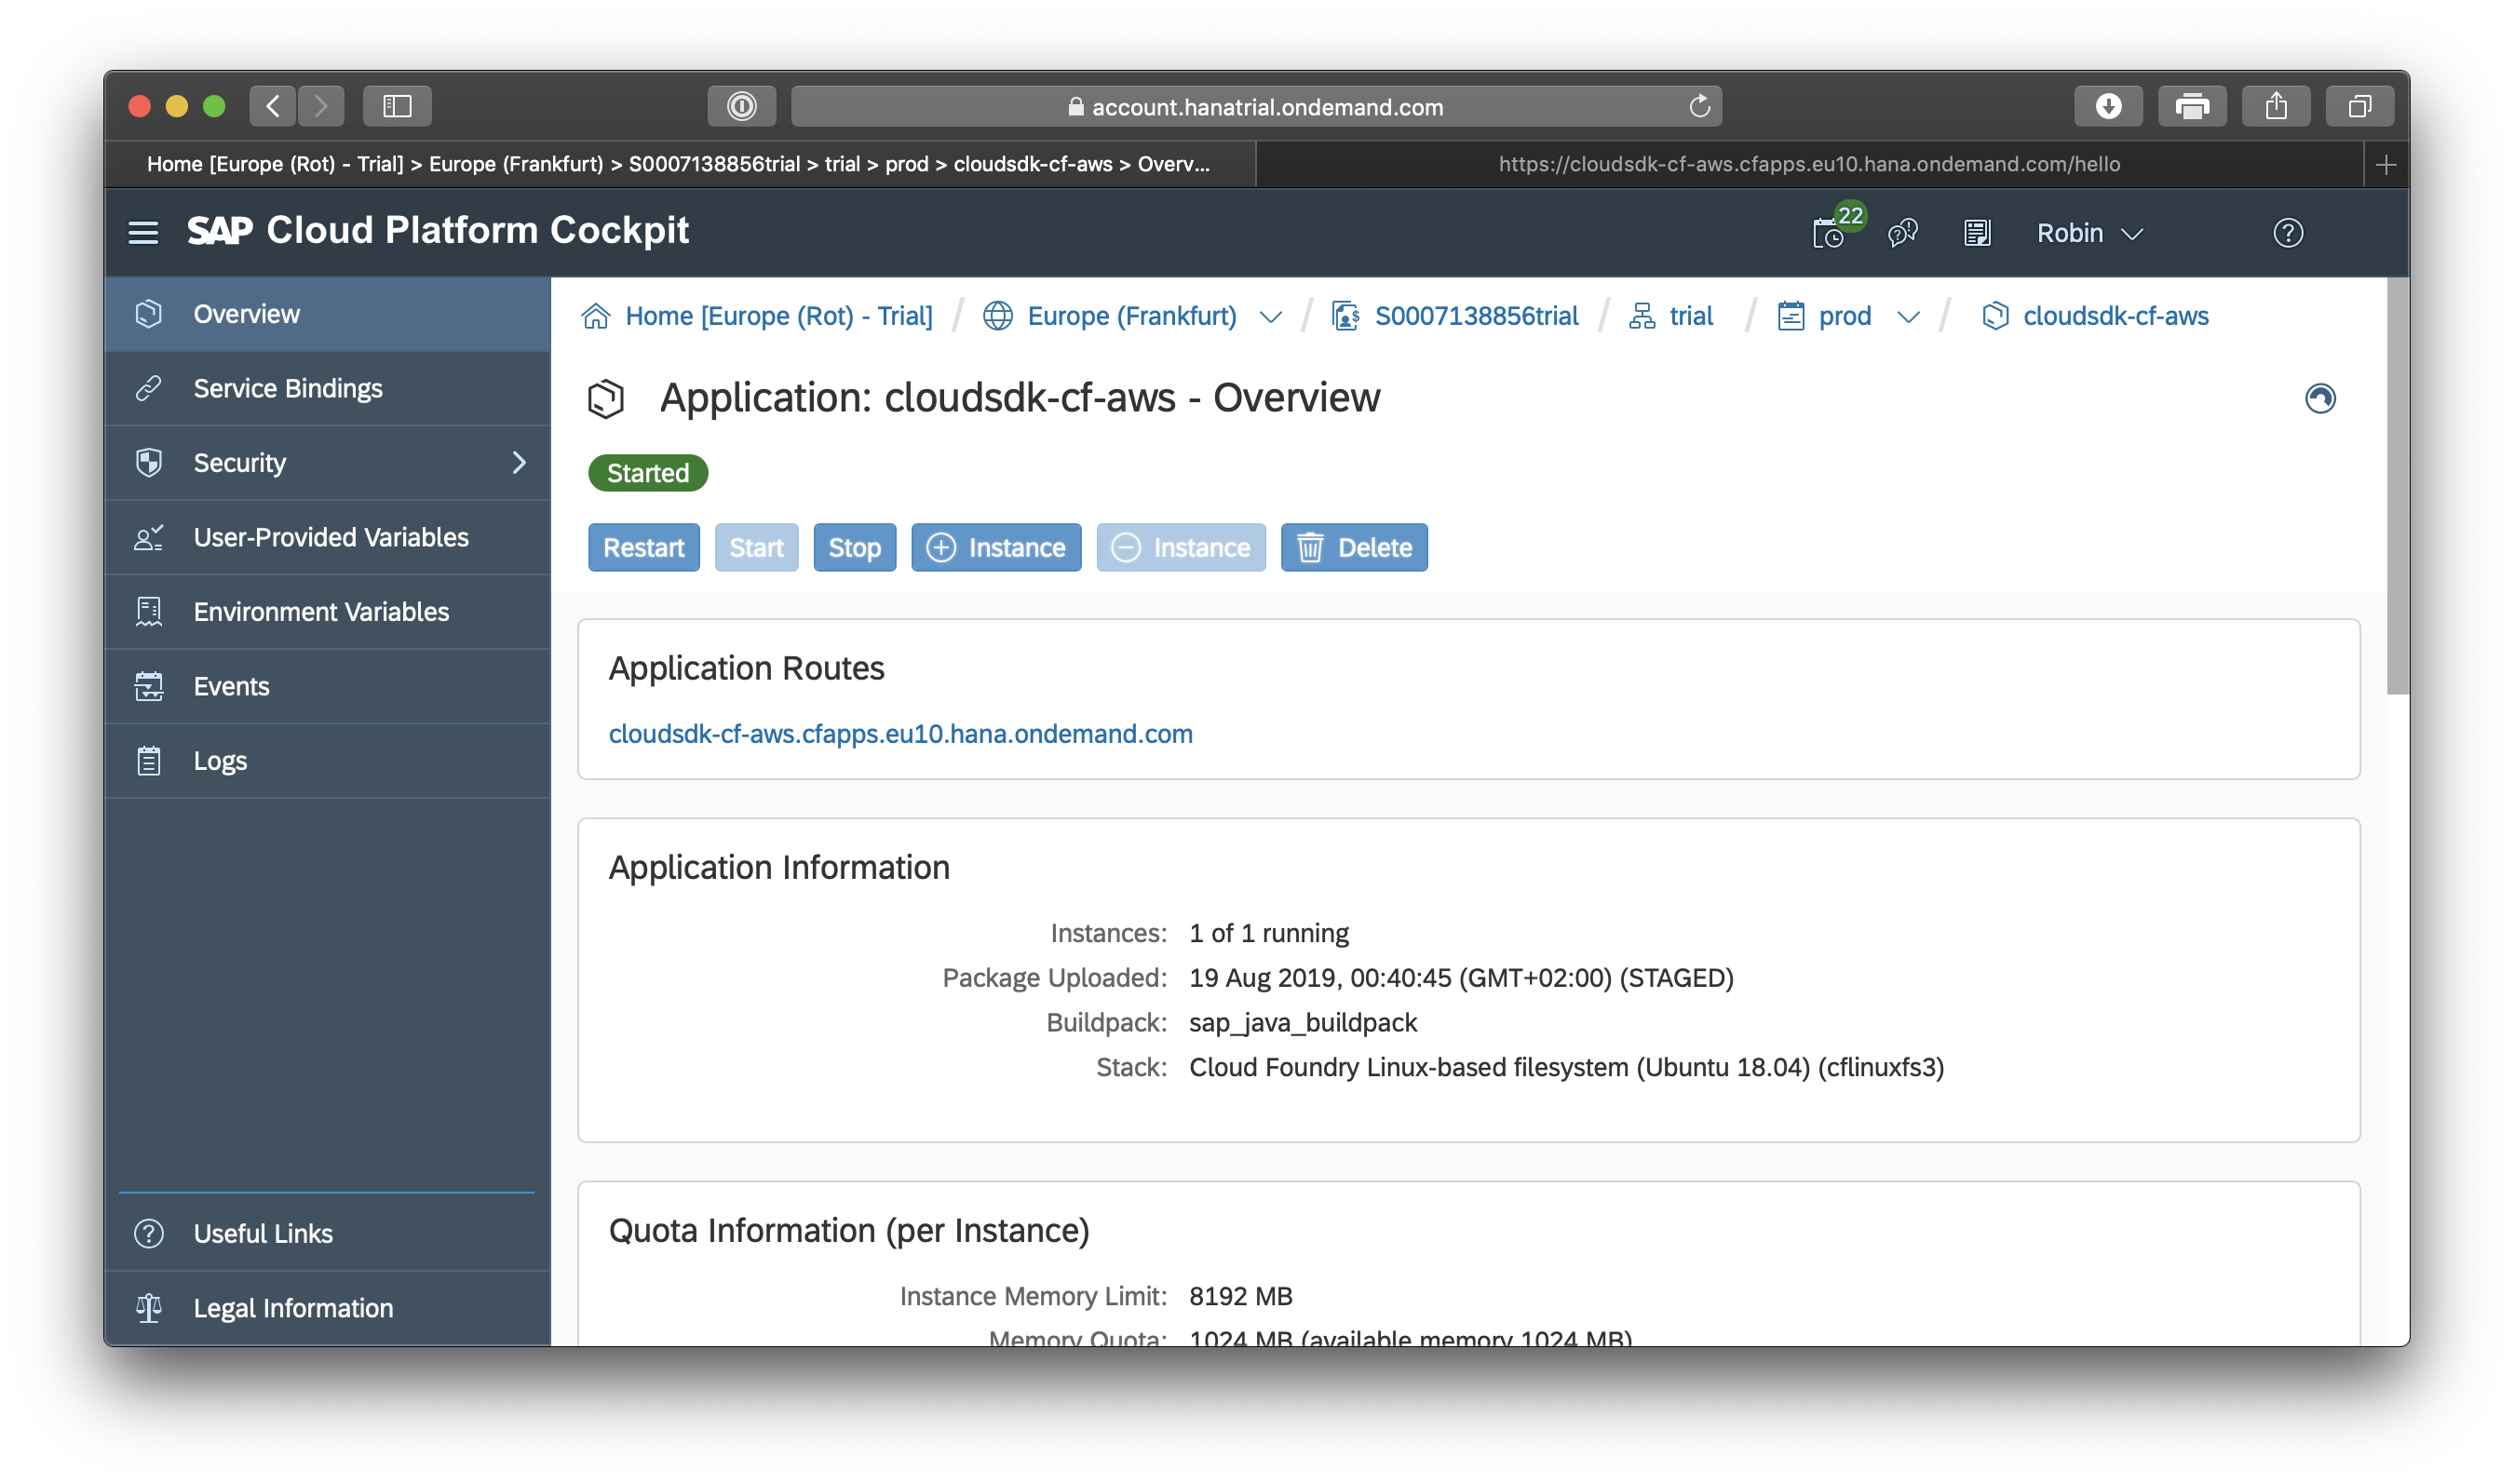 account.hanatrial.ondemand.com
Home [Europe (Rot) - Trial] > Europe (Frankfurt) > S0007138856trial > trial > prod > cloudsdk-cf-aws > Overv...
https://cloudsdk-cf-aws.cfapps.eu10.hana.ondemand.com/hello
SAP Cloud Platform Cockpit
22
Robin
Overview
Service Bindings
Security
User-Provided Variables
Environment Variables
Events
Logs
Useful Links
Legal Information
Home [Europe (Rot) - Trial] / Europe (Frankfurt) / S0007138856trial / trial / prod / cloudsdk-cf-aws
Application: cloudsdk-cf-aws - Overview
Started
Restart Start Stop Instance Instance Delete
Application Routes
cloudsdk-cf-aws.cfapps.eu10.hana.ondemand.com
Application Information
Instances: 1 of 1 running
Package Uploaded: 19 Aug 2019, 00:40:45 (GMT+02:00) (STAGED)
Buildpack: sap_java_buildpack
Stack: Cloud Foundry Linux-based filesystem (Ubuntu 18.04) (cflinuxfs3)
Quota Information (per Instance)
Instance Memory Limit: 8192 MB
Memory Quota: 1024 MB (available memory 1024 MB)